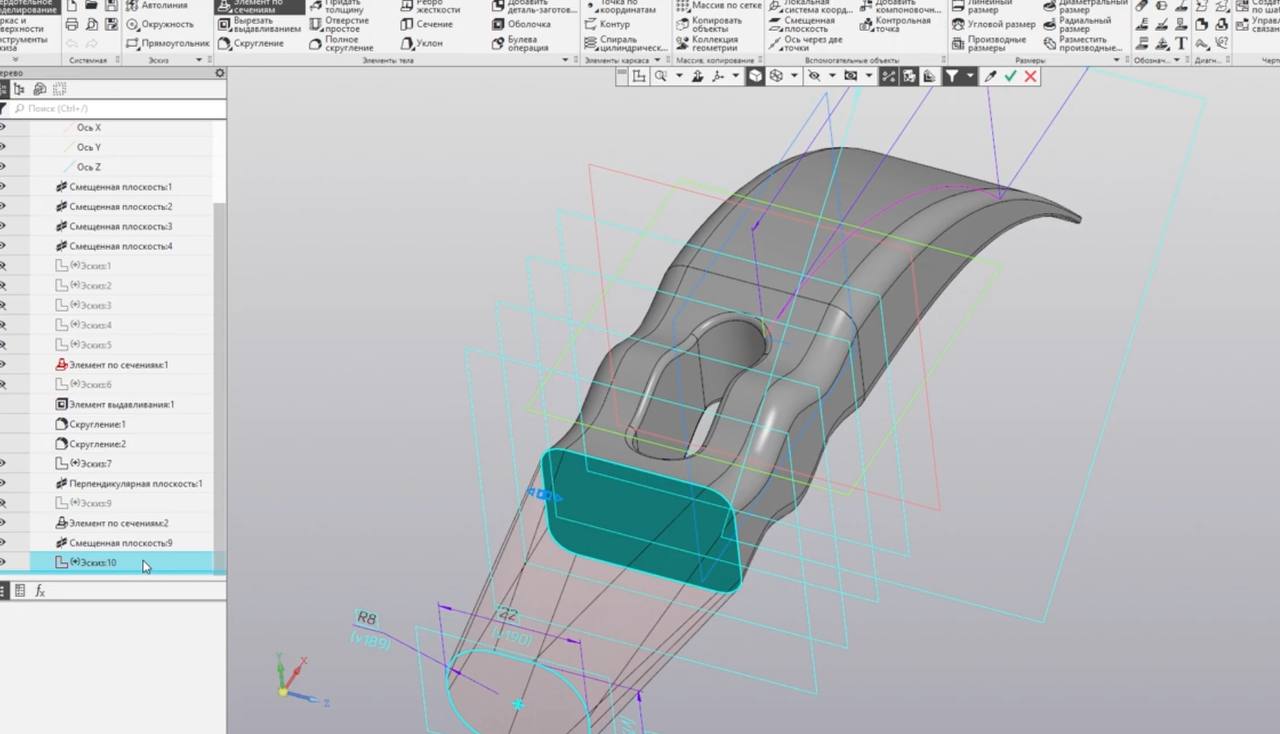 Автолиния
Окружность
Прямоугольник
Элемент по сечениям
Вырезать выдавливанием
Скругление
Придать толщину
Отверстие простое
Полное скругление
Ребро жесткости
Сечение
Уклон
Добавить деталь-заготов...
Оболочка
Булева операция
Точка по координатам
Контур
Спираль цилиндрическ...
Массив по сетке
Копировать объекты
Коллекция геометрии
Локальная система коорд...
Смещенная плоскость
Ось через две точки
Добавить компоновочн...
Контрольная точка
Линейный размер
Угловой размер
Производные размеры
Диаметральный размер
Радиальный размер
Разместить производные...
Системная
Эскиз
Элементы тела
Элементы каркаса
Массив, копирование
Вспомогательные объекты
Размеры
Обознач...
Диагн...
Черт
Поиск (Ctrl+/)
Ось X
Ось Y
Ось Z
Смещенная плоскость:1
Смещенная плоскость:2
Смещенная плоскость:3
Смещенная плоскость:4
(+)Эскиз:1
(+)Эскиз:2
(+)Эскиз:3
(+)Эскиз:4
(+)Эскиз:5
Элемент по сечениям:1
(+)Эскиз:6
Элемент выдавливания:1
Скругление:1
Скругление:2
(+)Эскиз:7
Перпендикулярная плоскость:1
(+)Эскиз:9
Элемент по сечениям:2
Смещенная плоскость:9
(+)Эскиз:10
fx
R8
(v189)
22
(v190)
Y
X
Z